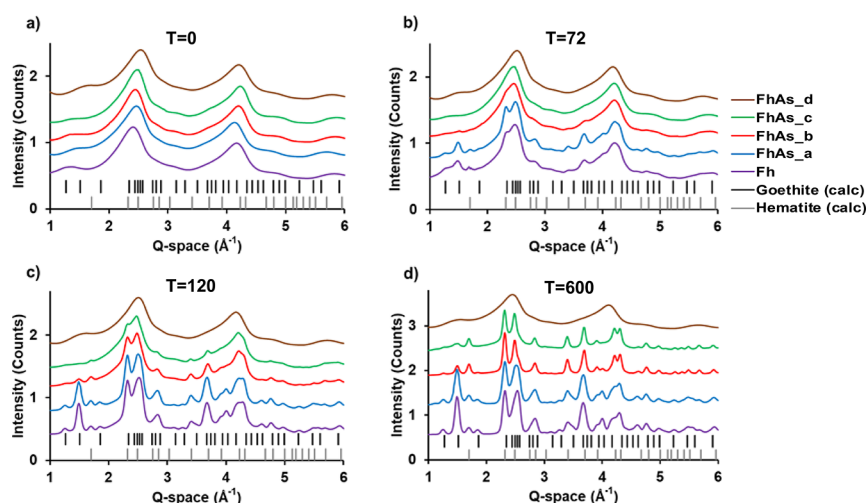 a)
T=0
Intensity (Counts)
2
1
0
1 2 3 4 5 6
Q-space (Å⁻¹)
b)
T=72
Intensity (Counts)
2
1
0
1 2 3 4 5 6
Q-space (Å⁻¹)
FhAs_d
FhAs_c
FhAs_b
FhAs_a
Fh
Goethite (calc)
Hematite (calc)
c)
T=120
Intensity (Counts)
2
1
0
1 2 3 4 5 6
Q-space (Å⁻¹)
d)
T=600
Intensity (Counts)
3
2
1
0
1 2 3 4 5 6
Q-space (Å⁻¹)